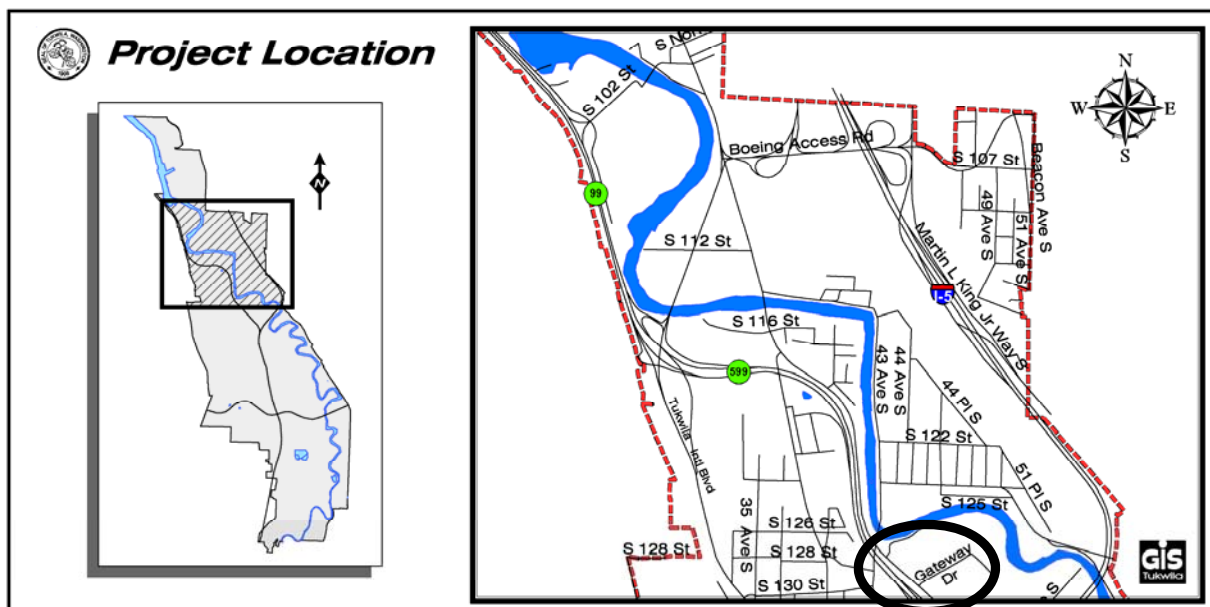 Project Location
N
N
W
E
S
S 102 St
S Nor
Boeing Access Rd
S 107 St
Beacon Ave S
49 Ave S
51 Ave S
99
S 112 St
Martin L King Jr Way S
I-5
S 116 St
599
43 Ave S
44 Ave S
44 Pl S
Tukwila Intl Blvd
S 122 St
51 Pl S
35 Ave S
S 125 St
S 126 St
S 128 St
S 128 St
S 130 St
Gateway
Dr
S
GIS
Tukwila